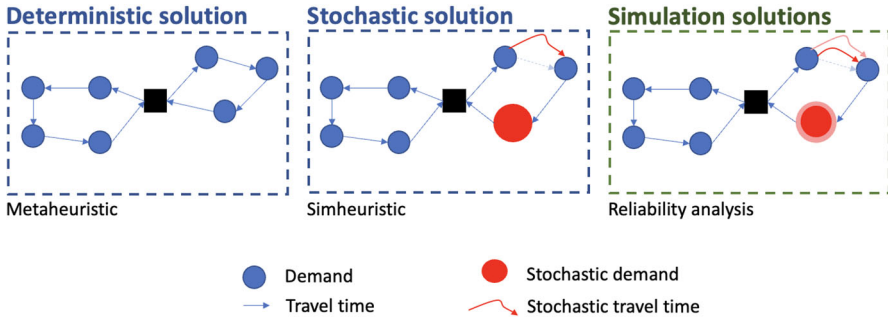 Deterministic solution
Stochastic solution
Simulation solutions
Metaheuristic
Simheuristic
Reliability analysis
Demand
Stochastic demand
Travel time
Stochastic travel time